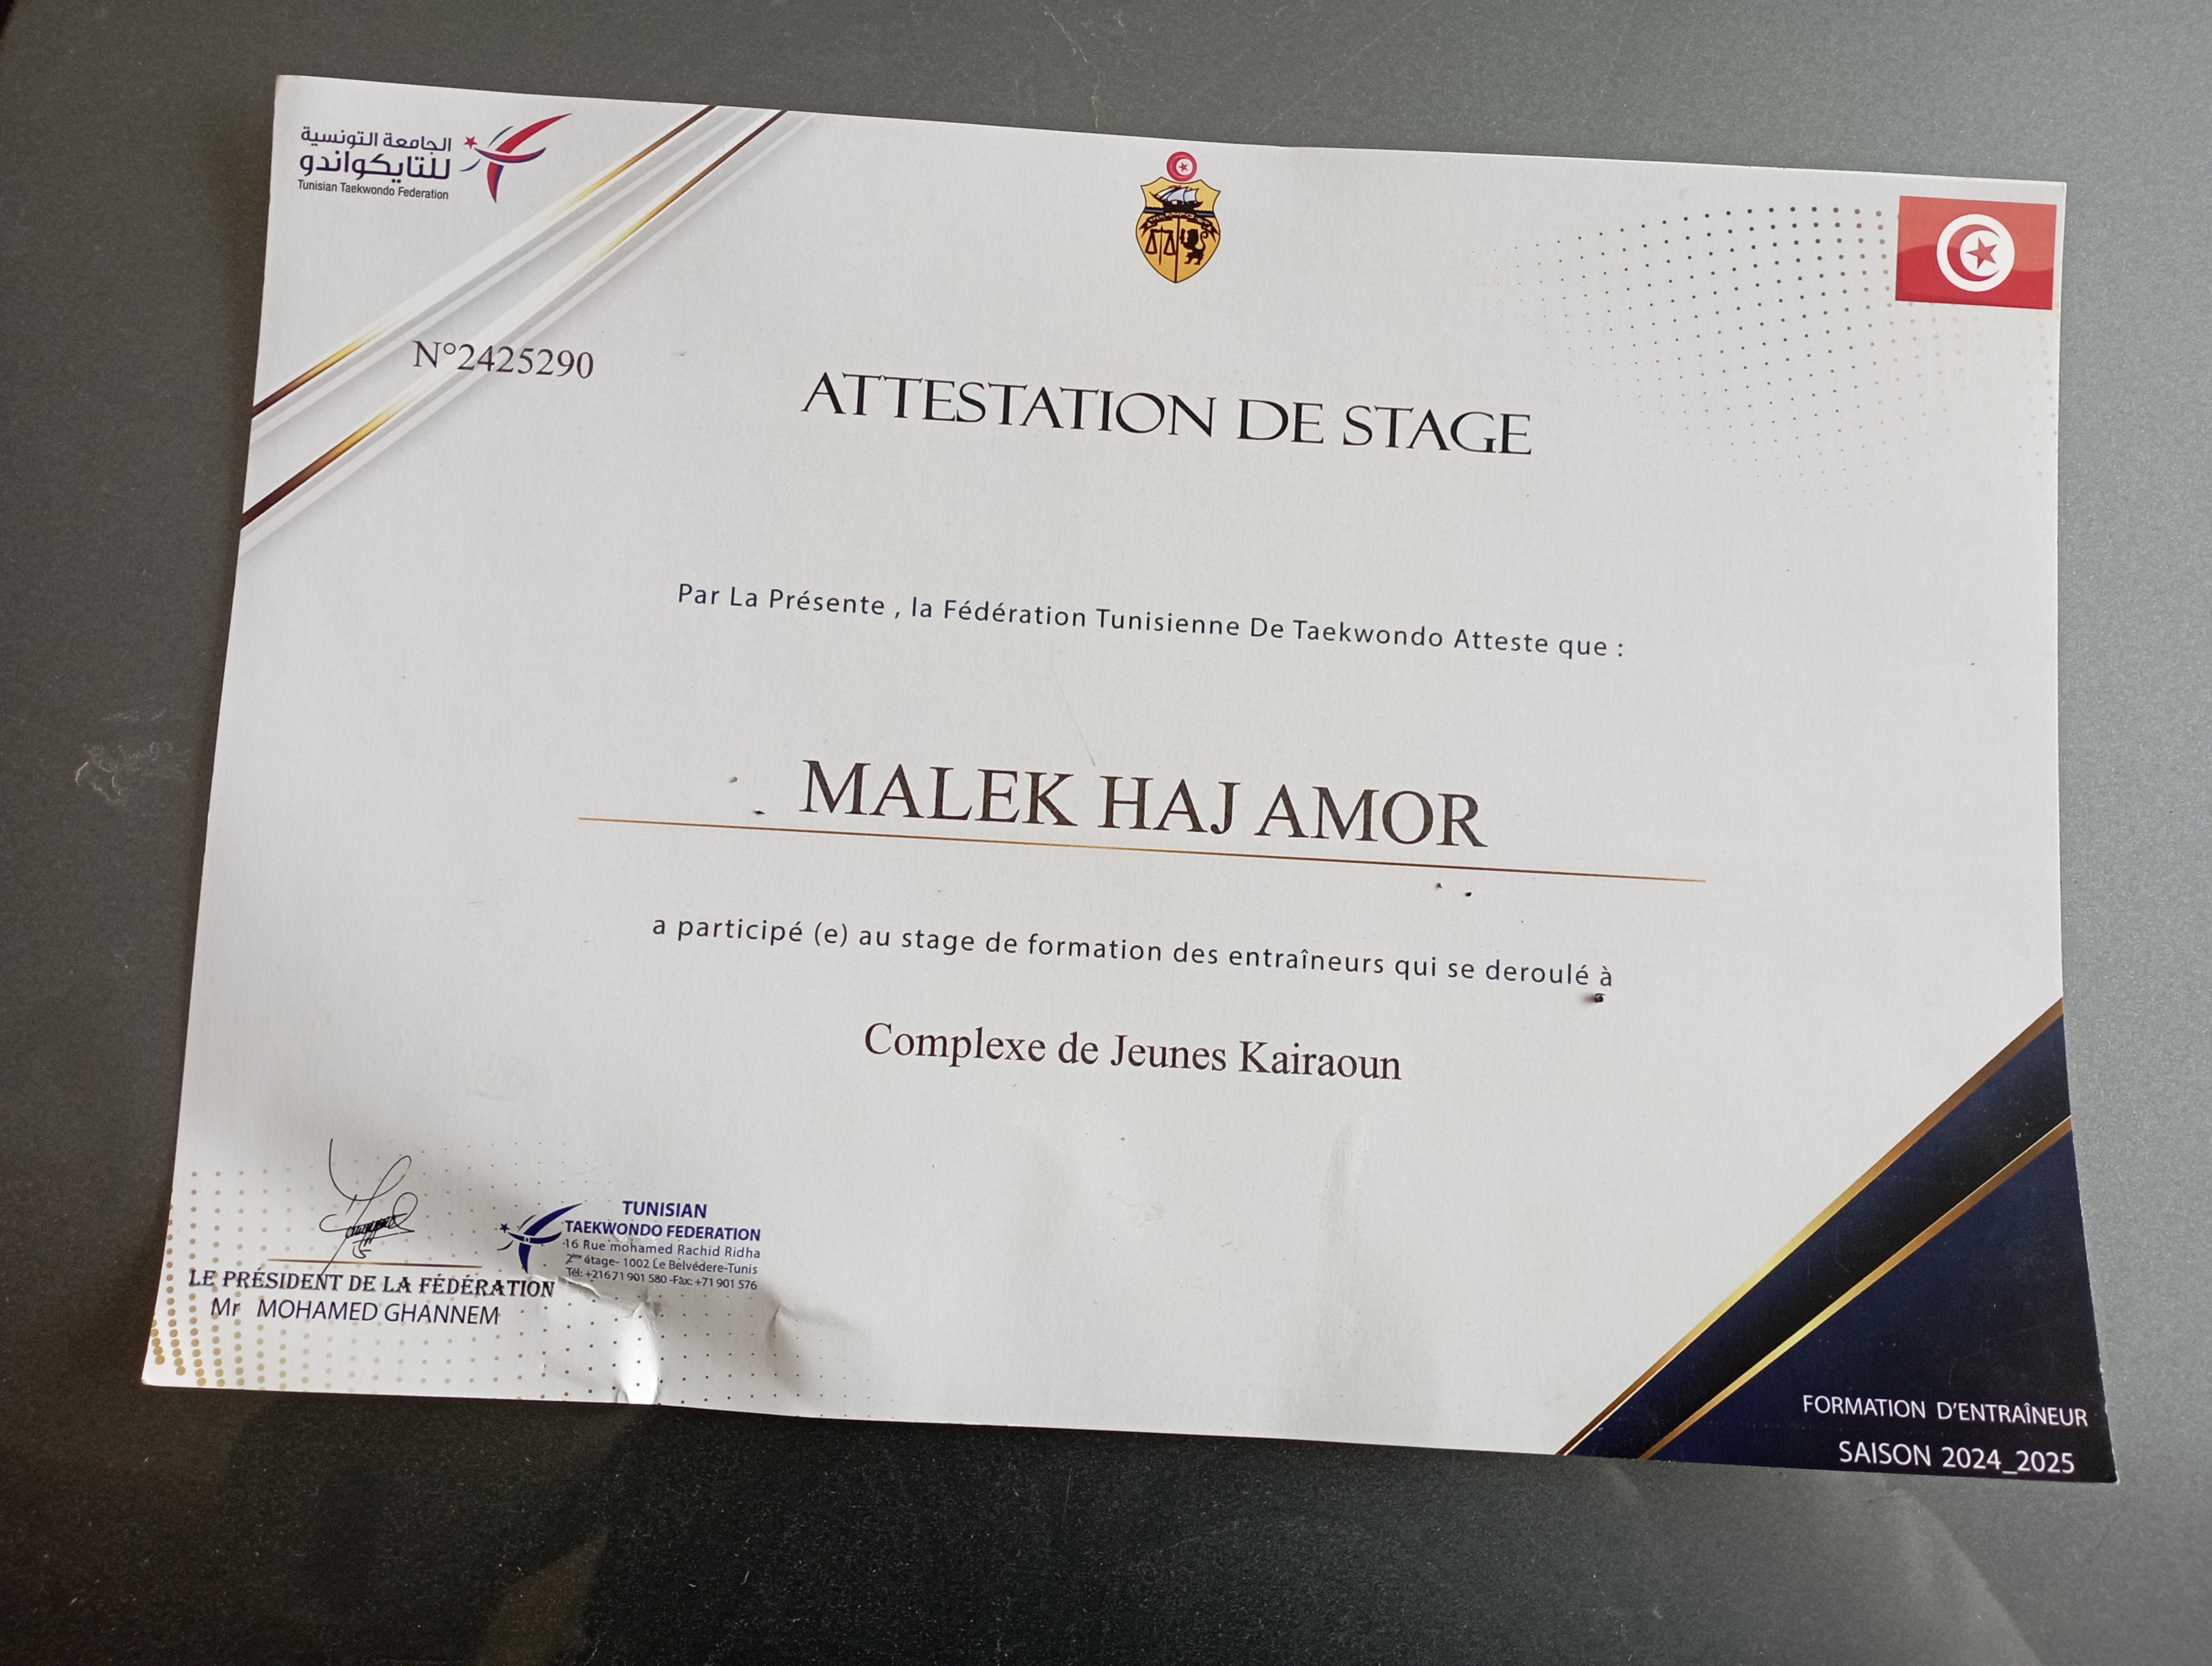 الجامعة التونسية
للتايكواندو
Tunisian Taekwondo Federation
N°2425290
ATTESTATION DE STAGE
Par La Présente , la Fédération Tunisienne De Taekwondo Atteste que :
MALEK HAJ AMOR
a participé (e) au stage de formation des entraîneurs qui se deroulé à
Complexe de Jeunes Kairaoun
TUNISIAN
TAEKWONDO FEDERATION
16 Rue mohamed Rachid Ridha
2ème étage- 1002 Le Belvédere-Tunis
Tél: +216 71 901 580 -Fax: +71 901 576
LE PRÉSIDENT DE LA FÉDÉRATION
Mr MOHAMED GHANNEM
FORMATION D'ENTRAÎNEUR
SAISON 2024_2025